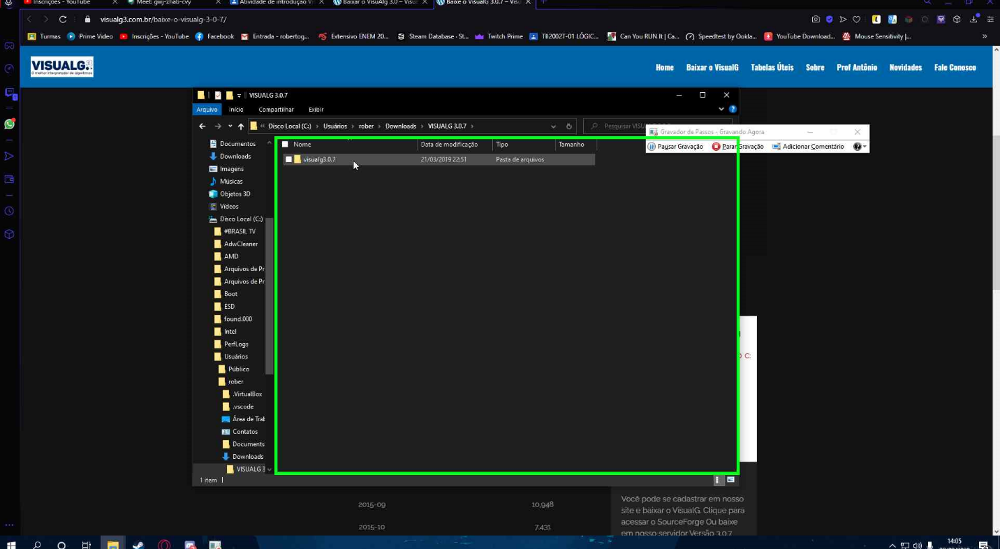 Inscrições - YouTube
Meet: gwj-zhab-cvy
Atividade de introdução Vi
Baixar o VisuAlg 3.0 – Visu
Baixe o VisualG 3.0.7 – Visu
visualg3.com.br/baixe-o-visualg-3-0-7/
Turmas
Prime Video
Inscrições - YouTube
Facebook
Entrada - robertog...
Extensivo ENEM 20...
Steam Database · St...
Twitch Prime
TII2002T-01 LÓGIC...
Can You RUN It | Ca...
Speedtest by Ookla...
YouTube Download...
Mouse Sensitivity |...
»
VISUALG 3
O melhor interpretador de algoritmos
Home
Baixar o VisualG
Tabelas Úteis
Sobre
Prof Antônio
Novidades
Fale Conosco
VISUALG 3.0.7
Arquivo
Início
Compartilhar
Exibir
« Disco Local (C:) › Usuários › rober › Downloads › VISUALG 3.0.7 ›
Pesquisar VISU
Gravador de Passos - Gravando Agora
Pausar Gravação
Parar Gravação
Adicionar Comentário
Nome
Data de modificação
Tipo
Tamanho
visualg3.0.7
21/03/2019 22:51
Pasta de arquivos
Documentos
Downloads
Imagens
Músicas
Objetos 3D
Vídeos
Disco Local (C:)
#BRASIL TV
AdwCleaner
AMD
Arquivos de Pr
Arquivos de Pr
Boot
ESD
found.000
Intel
PerfLogs
Usuários
Público
rober
.VirtualBox
.vscode
Área de Trab
Contatos
Documents
Downloads
VISUALG 3
1 item
C:
2015-09
10,948
2015-10
7,431
Você pode se cadastrar em nosso
site e baixar o VisualG. Clique para
acessar o SourceForge Ou baixe
em nosso servidor Versão 3.0.7
14:05